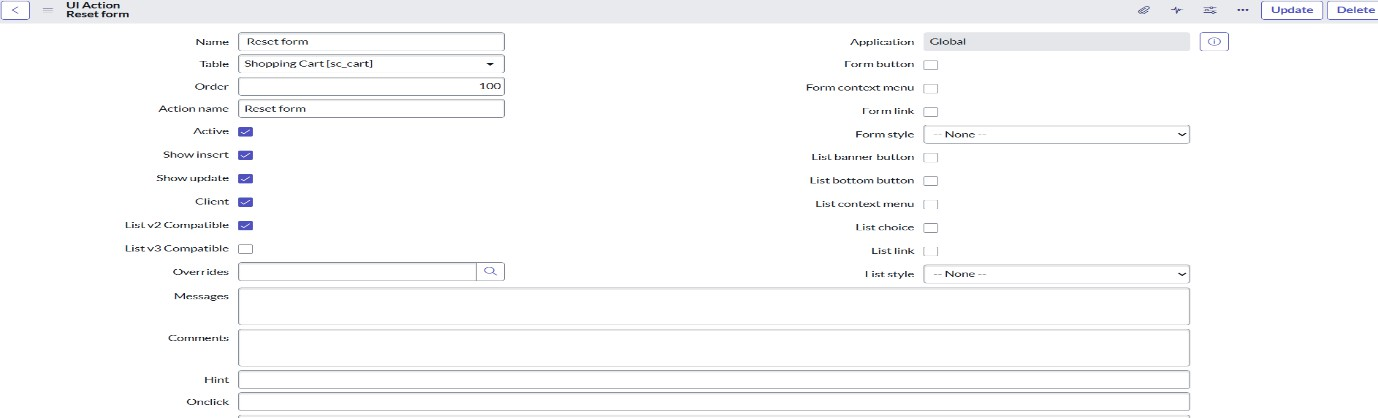 UI Action
Reset form
Update
Delete
Name Reset form
Application Global
Table Shopping Cart [sc_cart]
Form button
Order 100
Form context menu
Action name Reset form
Form link
Active
Form style -- None --
Show insert
List banner button
Show update
List bottom button
Client
List context menu
List v2 Compatible
List choice
List v3 Compatible
List link
Overrides
List style -- None --
Messages
Comments
Hint
Onclick